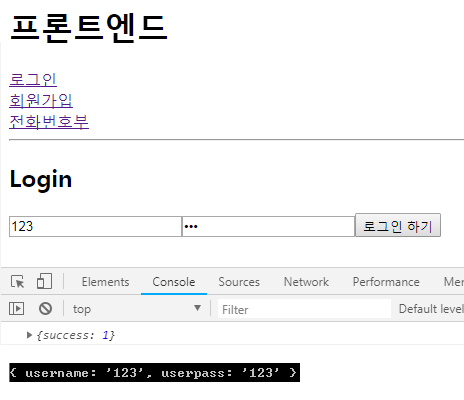 프론트엔드
로그인
회원가입
전화번호부
Login
123 ••• 로그인 하기
Elements Console Sources Network Performance Mem
top Filter Default level
{success: 1}
{ username: '123', userpass: '123' }